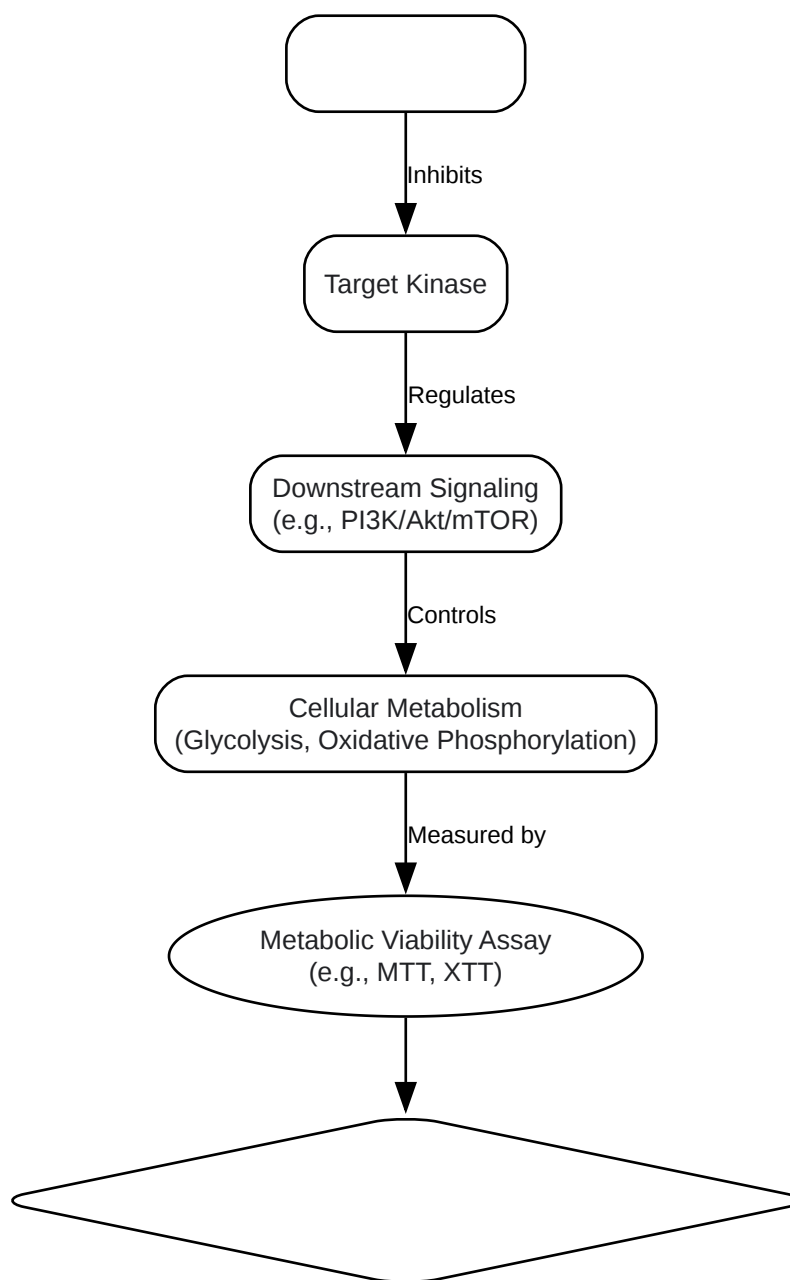 Inhibits
Target Kinase
Regulates
Downstream Signaling
(e.g., PI3K/Akt/mTOR)
Controls
Cellular Metabolism
(Glycolysis, Oxidative Phosphorylation)
Measured by
Metabolic Viability Assay
(e.g., MTT, XTT)